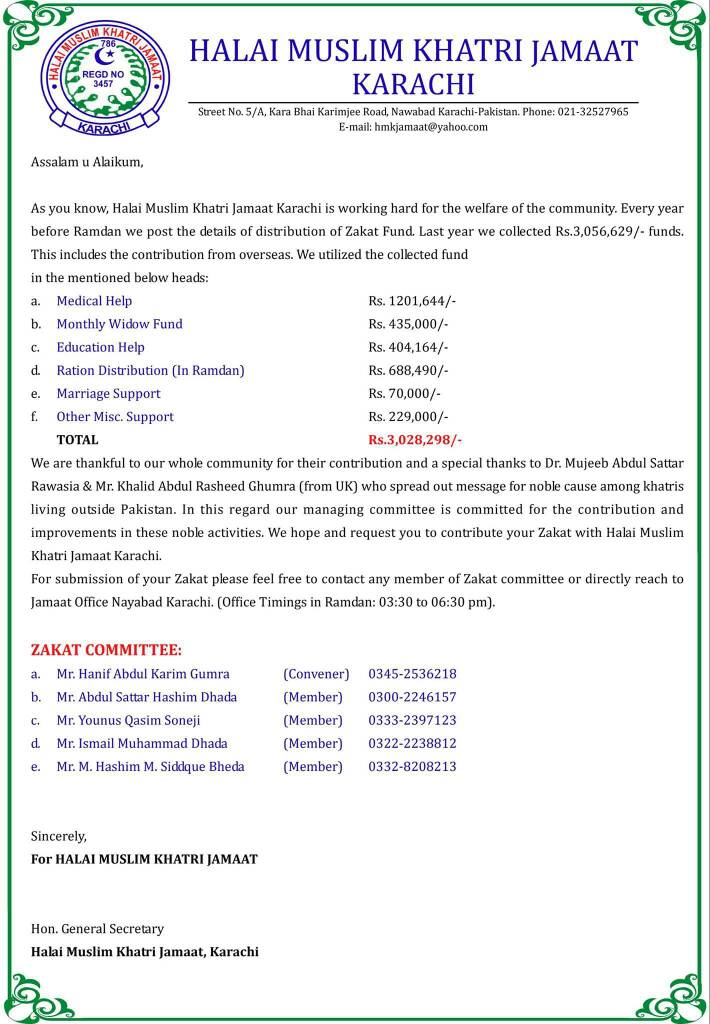 HALAI MUSLIM KHATRI JAMAAT
786
REGD NO
3457
KARACHI
HALAI MUSLIM KHATRI JAMAAT
KARACHI
Street No. 5/A, Kara Bhai Karimjee Road, Nawabad Karachi-Pakistan. Phone: 021-32527965
E-mail: hmkjamaat@yahoo.com
Assalam u Alaikum,
As you know, Halai Muslim Khatri Jamaat Karachi is working hard for the welfare of the community. Every year
before Ramdan we post the details of distribution of Zakat Fund. Last year we collected Rs.3,056,629/- funds.
This includes the contribution from overseas. We utilized the collected fund
in the mentioned below heads:
a. Medical Help Rs. 1201,644/-
b. Monthly Widow Fund Rs. 435,000/-
c. Education Help Rs. 404,164/-
d. Ration Distribution (In Ramdan) Rs. 688,490/-
e. Marriage Support Rs. 70,000/-
f. Other Misc. Support Rs. 229,000/-
TOTAL Rs.3,028,298/-
We are thankful to our whole community for their contribution and a special thanks to Dr. Mujeeb Abdul Sattar
Rawasia & Mr. Khalid Abdul Rasheed Ghumra (from UK) who spread out message for noble cause among khatris
living outside Pakistan. In this regard our managing committee is committed for the contribution and
improvements in these noble activities. We hope and request you to contribute your Zakat with Halai Muslim
Khatri Jamaat Karachi.
For submission of your Zakat please feel free to contact any member of Zakat committee or directly reach to
Jamaat Office Nayabad Karachi. (Office Timings in Ramdan: 03:30 to 06:30 pm).
ZAKAT COMMITTEE:
a. Mr. Hanif Abdul Karim Gumra (Convener) 0345-2536218
b. Mr. Abdul Sattar Hashim Dhada (Member) 0300-2246157
c. Mr. Younus Qasim Soneji (Member) 0333-2397123
d. Mr. Ismail Muhammad Dhada (Member) 0322-2238812
e. Mr. M. Hashim M. Siddque Bheda (Member) 0332-8208213
Sincerely,
For HALAI MUSLIM KHATRI JAMAAT
Hon. General Secretary
Halai Muslim Khatri Jamaat, Karachi